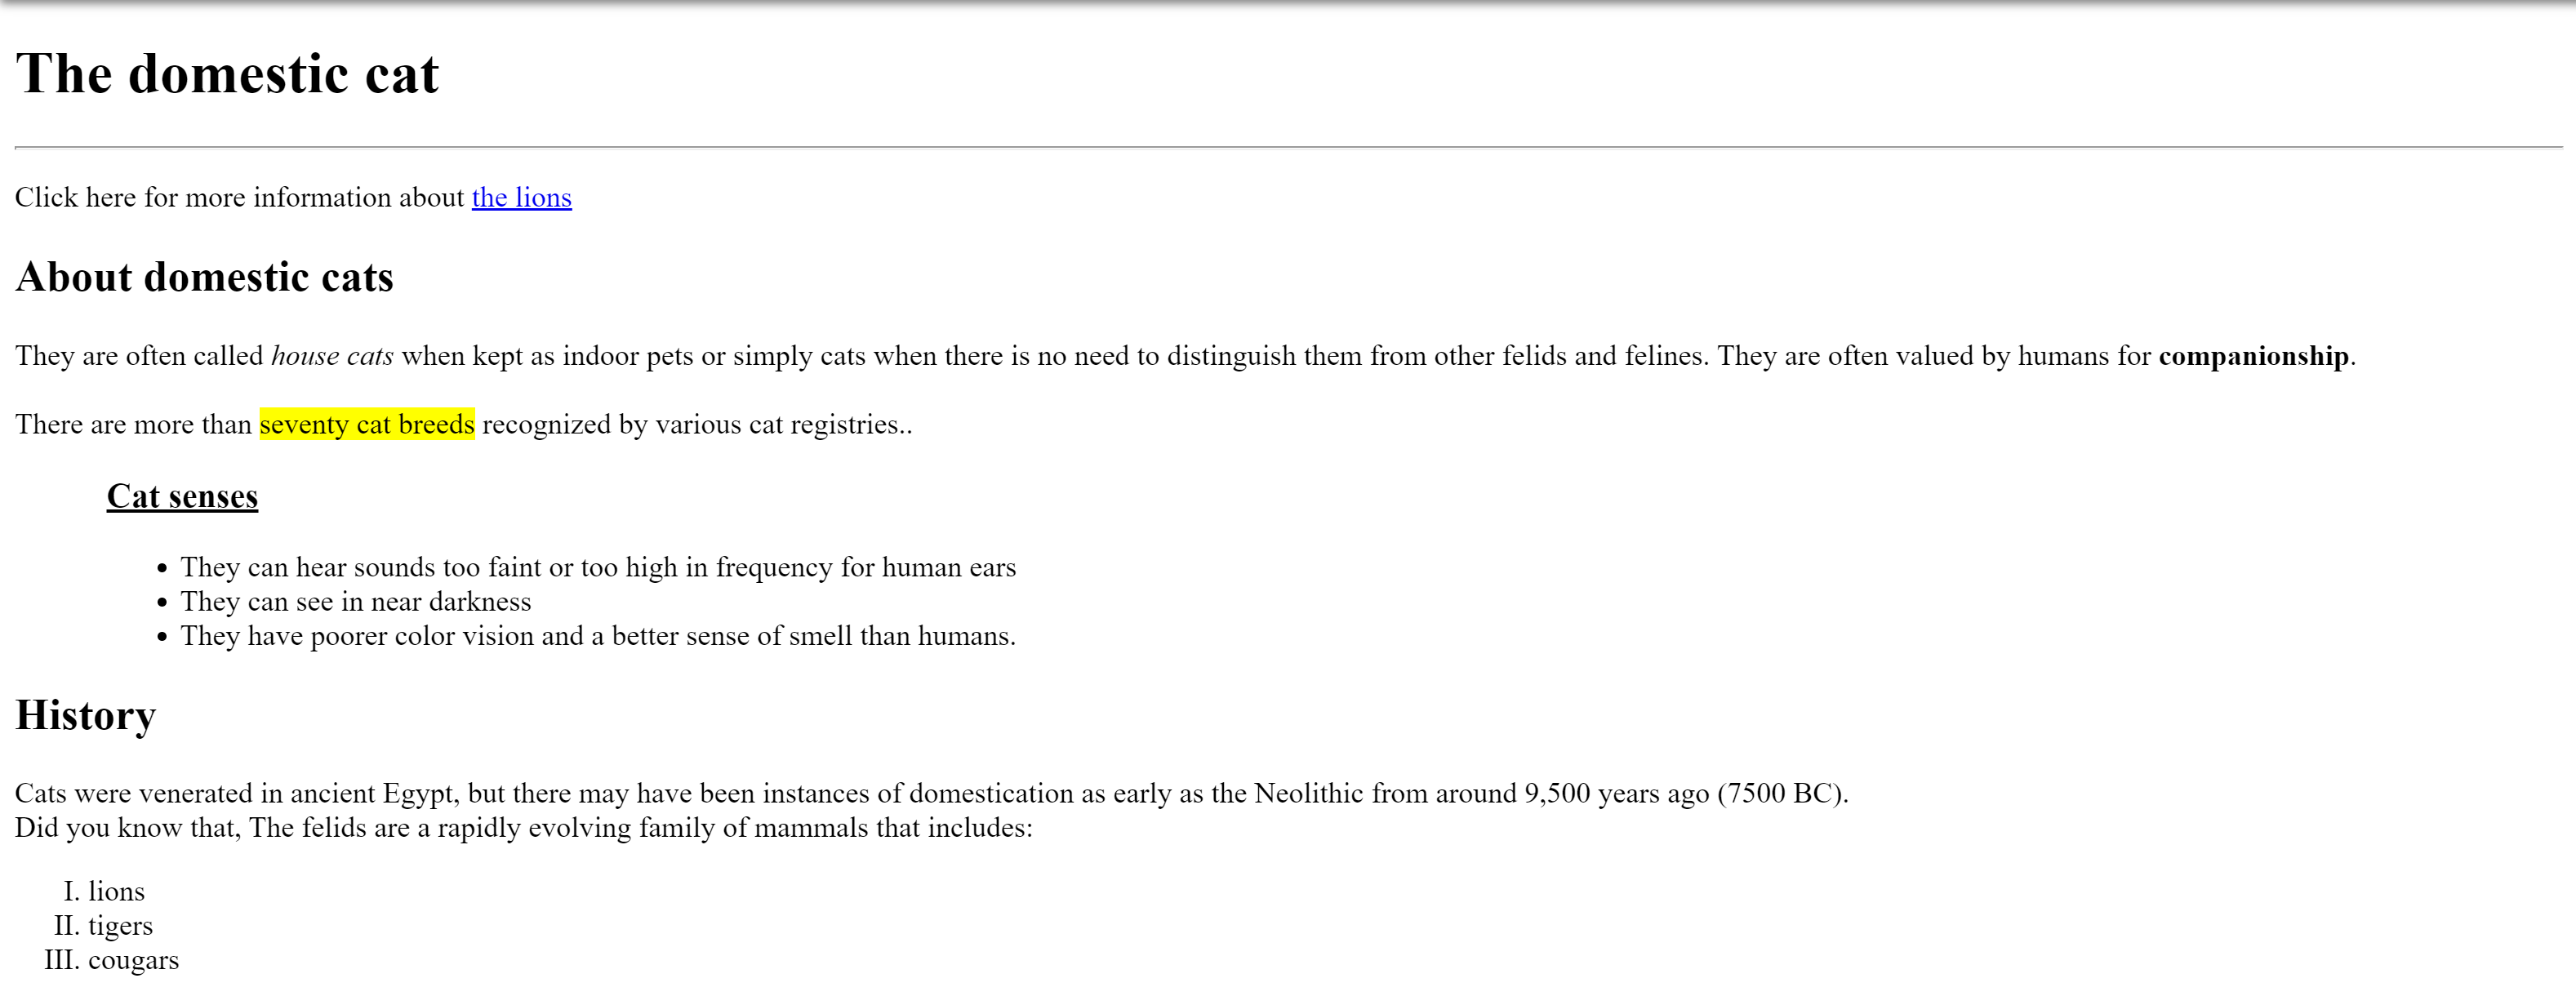 The domestic cat
Click here for more information about the lions
About domestic cats
They are often called house cats when kept as indoor pets or simply cats when there is no need to distinguish them from other felids and felines. They are often valued by humans for companionship.
There are more than seventy cat breeds recognized by various cat registries..
Cat senses
• They can hear sounds too faint or too high in frequency for human ears
• They can see in near darkness
• They have poorer color vision and a better sense of smell than humans.
History
Cats were venerated in ancient Egypt, but there may have been instances of domestication as early as the Neolithic from around 9,500 years ago (7500 BC).
Did you know that, The felids are a rapidly evolving family of mammals that includes:
I. lions
II. tigers
III. cougars